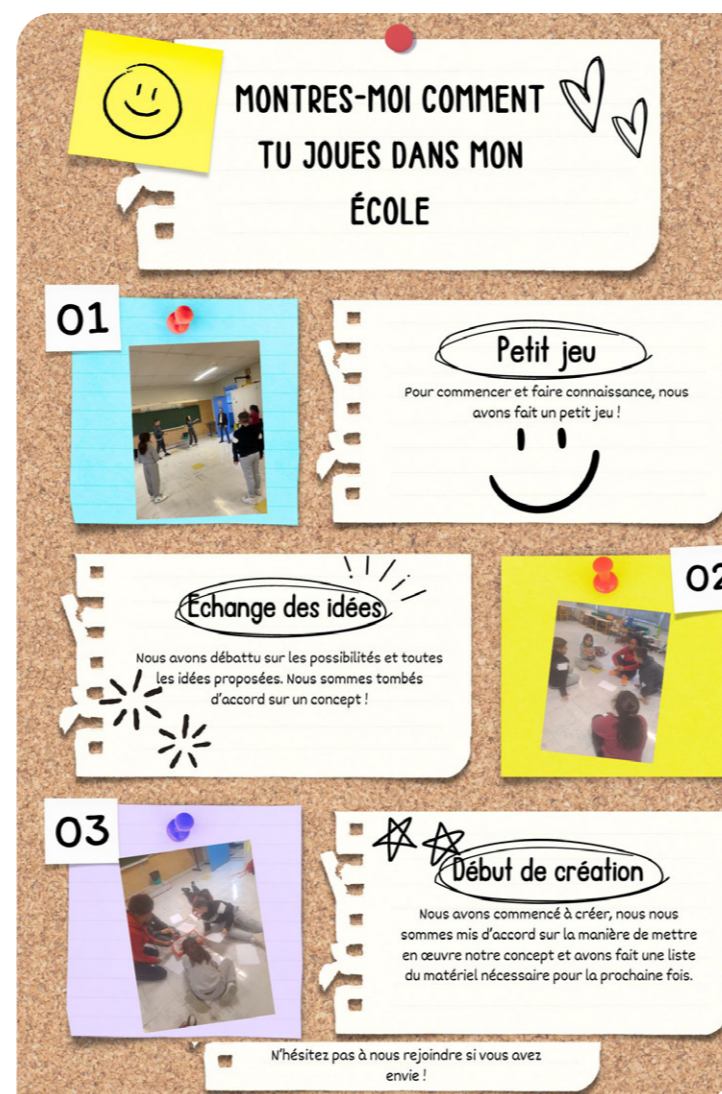 MONTRES-MOI COMMENT
TU JOUES DANS MON
ÉCOLE
01
Petit jeu
Pour commencer et faire connaissance, nous
avons fait un petit jeu !
02
Échange des idées
Nous avons débattu sur les possibilités et toutes
les idées proposées. Nous sommes tombés
d'accord sur un concept !
03
Début de création
Nous avons commencé à créer, nous nous
sommes mis d'accord sur la manière de mettre
en œuvre notre concept et avons fait une liste
du matériel nécessaire pour la prochaine fois.
N'hésitez pas à nous rejoindre si vous avez
envie !